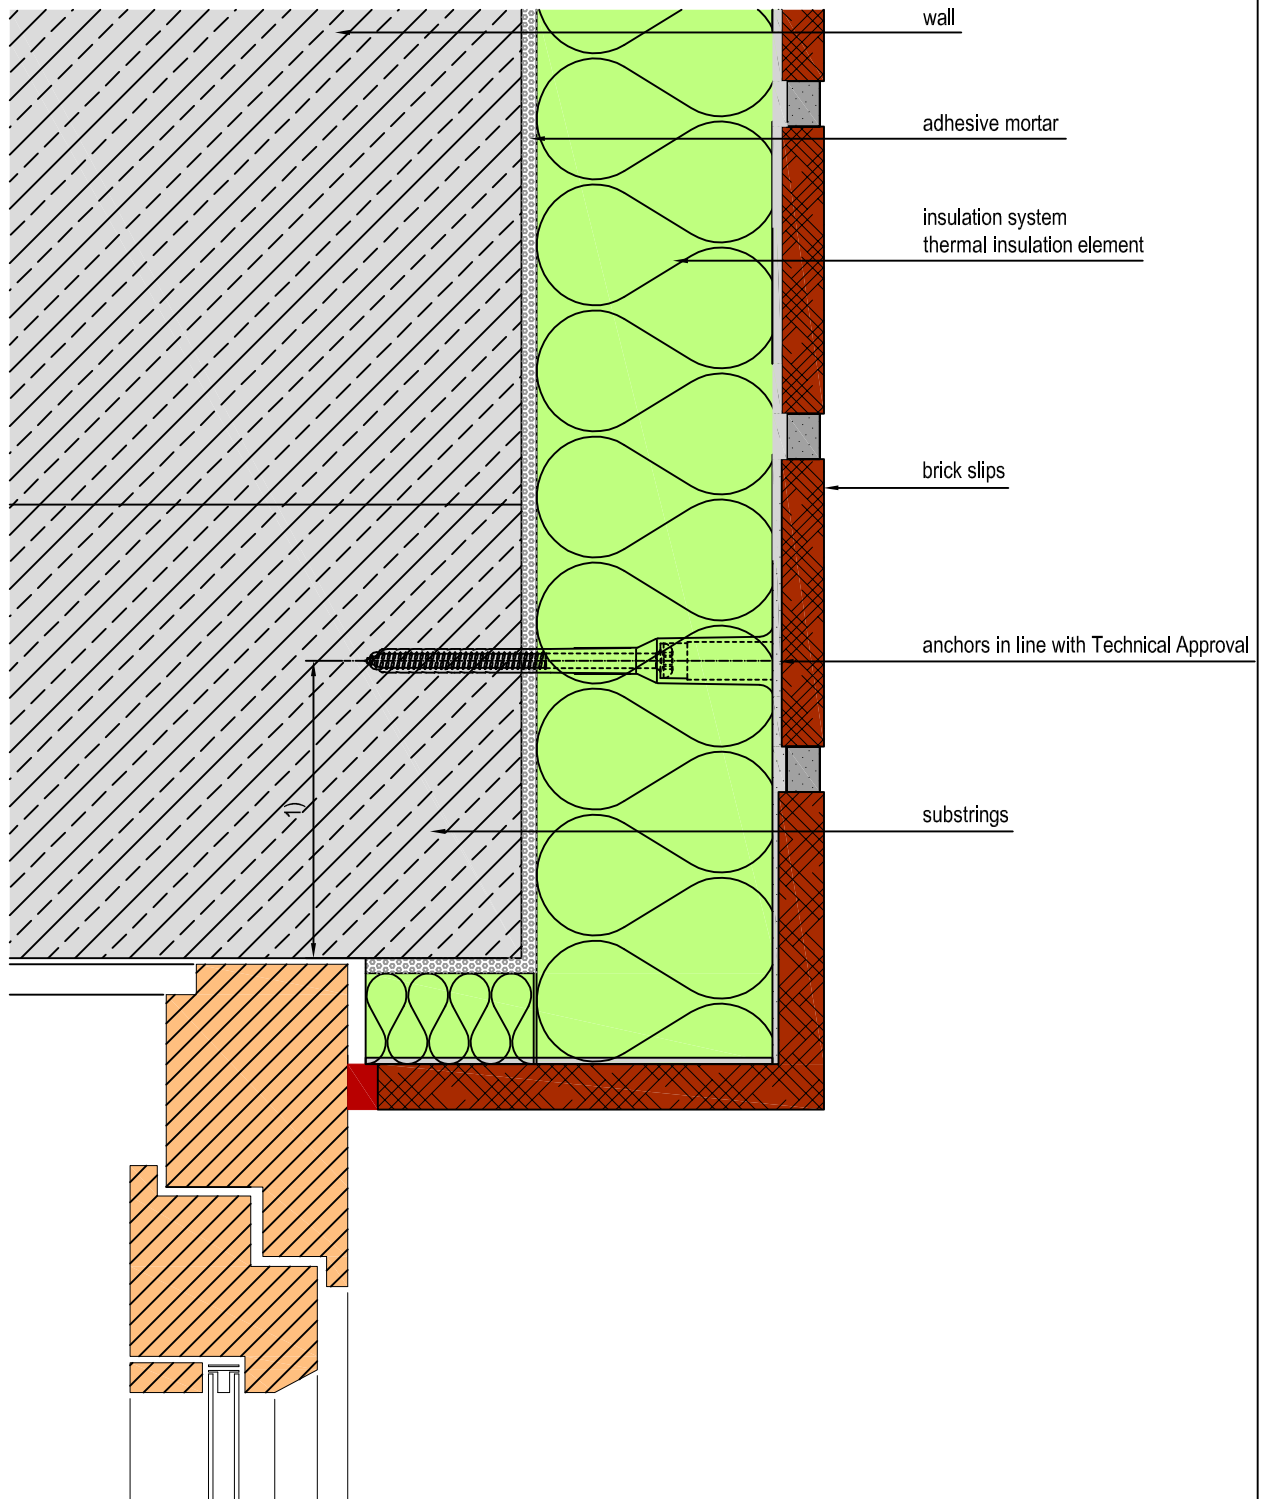 wall
adhesive mortar
insulation system
thermal insulation element
brick slips
anchors in line with Technical Approval
1)
substrings